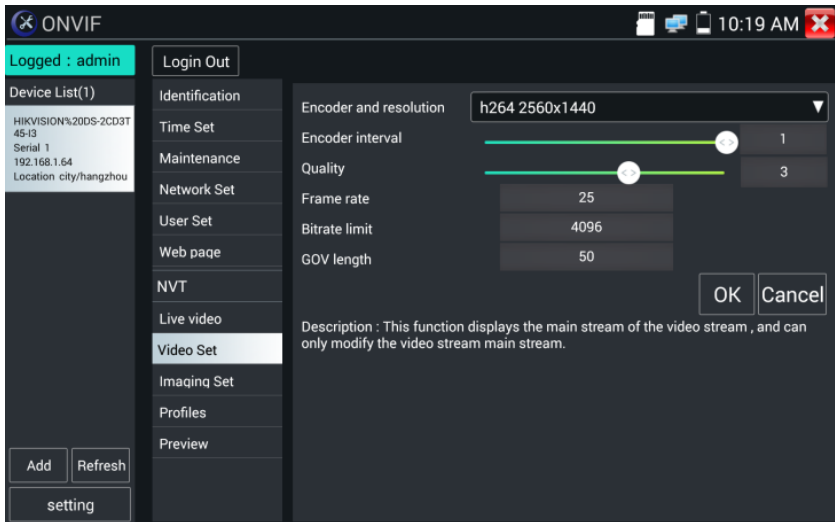 ONVIF
10:19 AM
Logged : admin
Login Out
Device List(1)
HIKVISION%20DS-2CD3T
45-I3
Serial 1
192.168.1.64
Location city/hangzhou
Identification
Time Set
Maintenance
Network Set
User Set
Web page
NVT
Live video
Video Set
Imaging Set
Profiles
Preview
Encoder and resolution h264 2560x1440
Encoder interval 1
Quality 3
Frame rate 25
Bitrate limit 4096
GOV length 50
OK Cancel
Description : This function displays the main stream of the video stream , and can
only modify the video stream main stream.
Add Refresh
setting